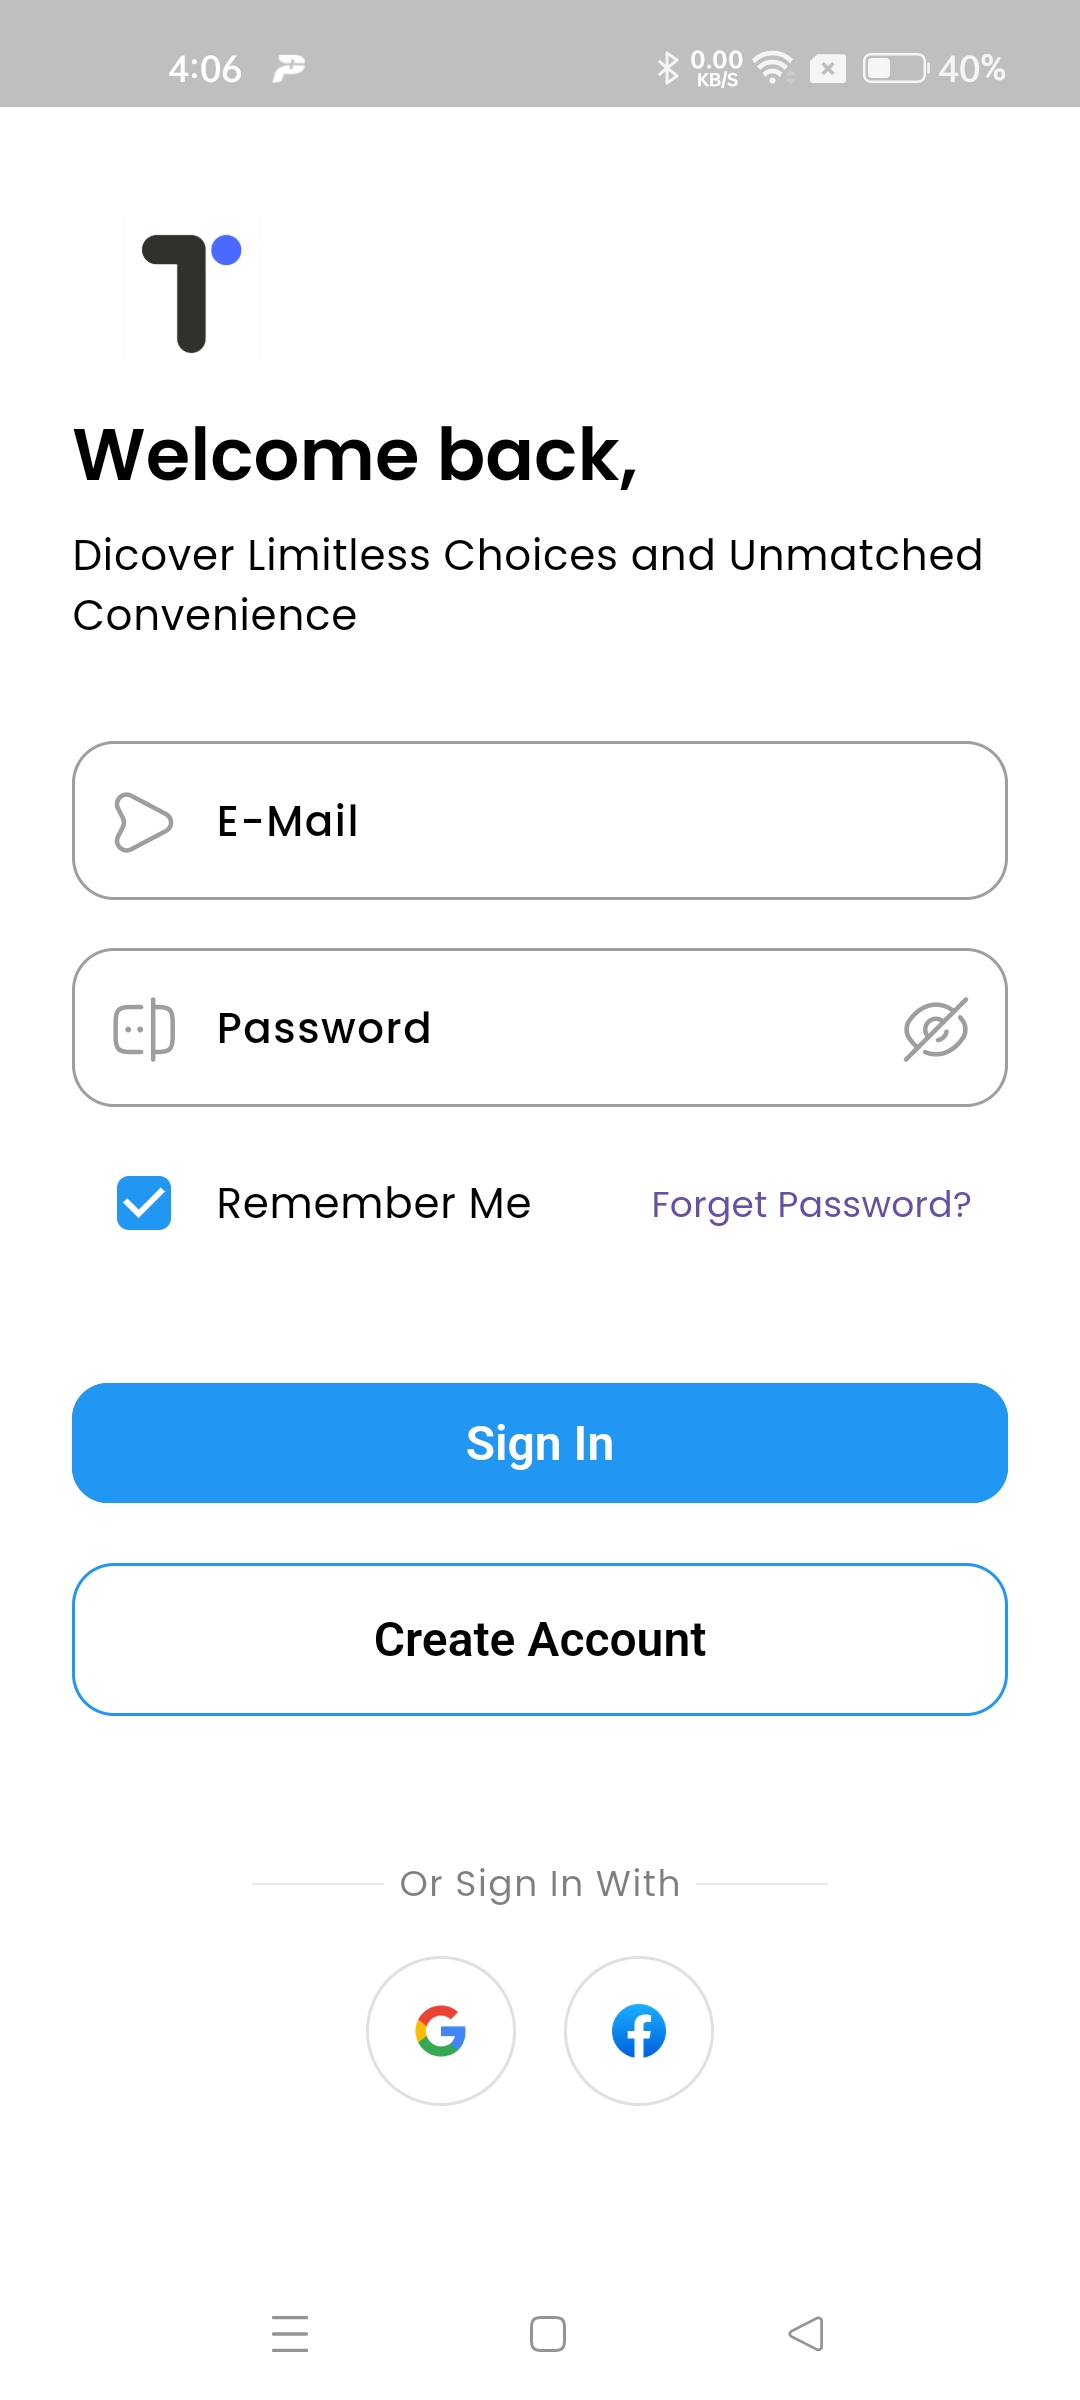 4:06 0.00 KB/S 40%
Welcome back,
Dicover Limitless Choices and Unmatched
Convenience
E-Mail
Password
Remember Me Forget Password?
Sign In
Create Account
Or Sign In With